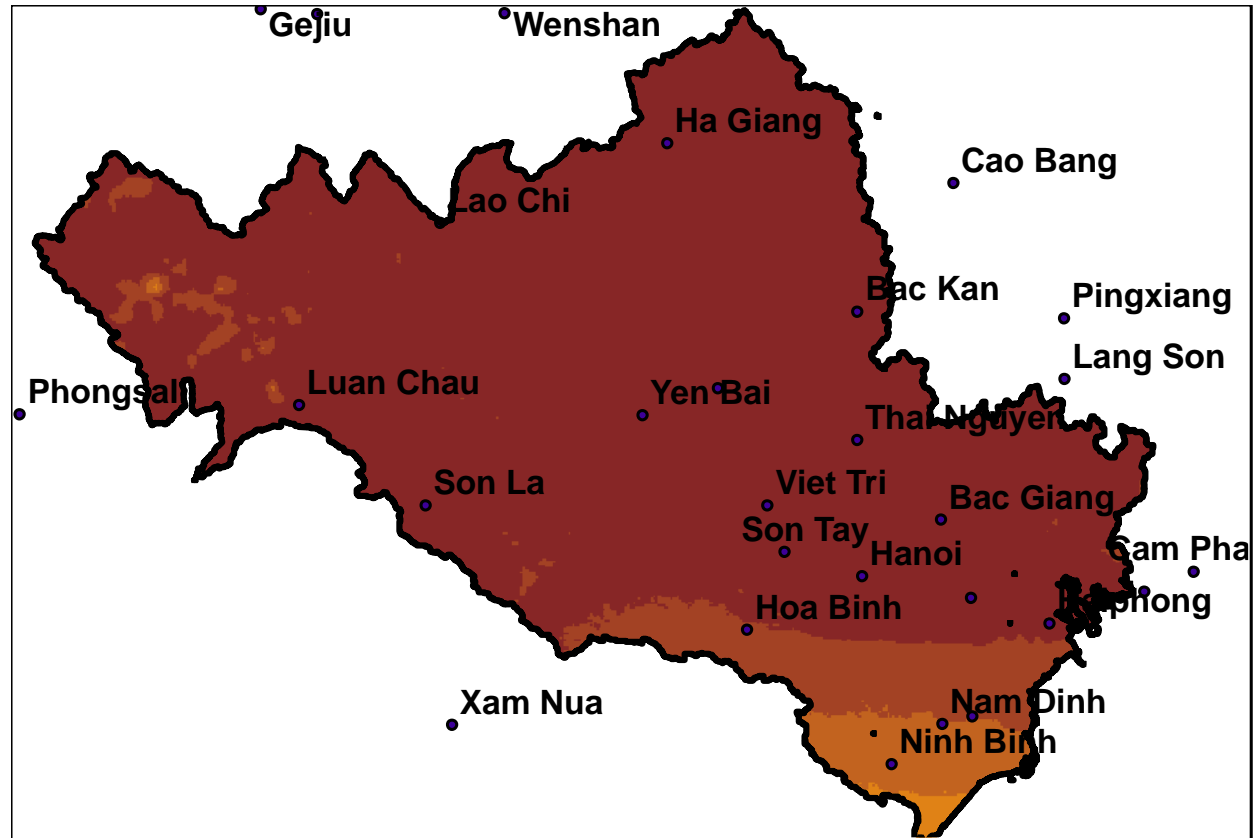 Gejiu
Wenshan
Ha Giang
Cao Bang
Lao Chi
Bac Kan
Pingxiang
Lang Son
Luan Chau
Phongsali
Yen Bai
Thai Nguyen
Son La
Viet Tri
Bac Giang
Son Tay
Hanoi
Cam Pha
Hoa Binh
Haiphong
Xam Nua
Nam Dinh
Ninh Binh